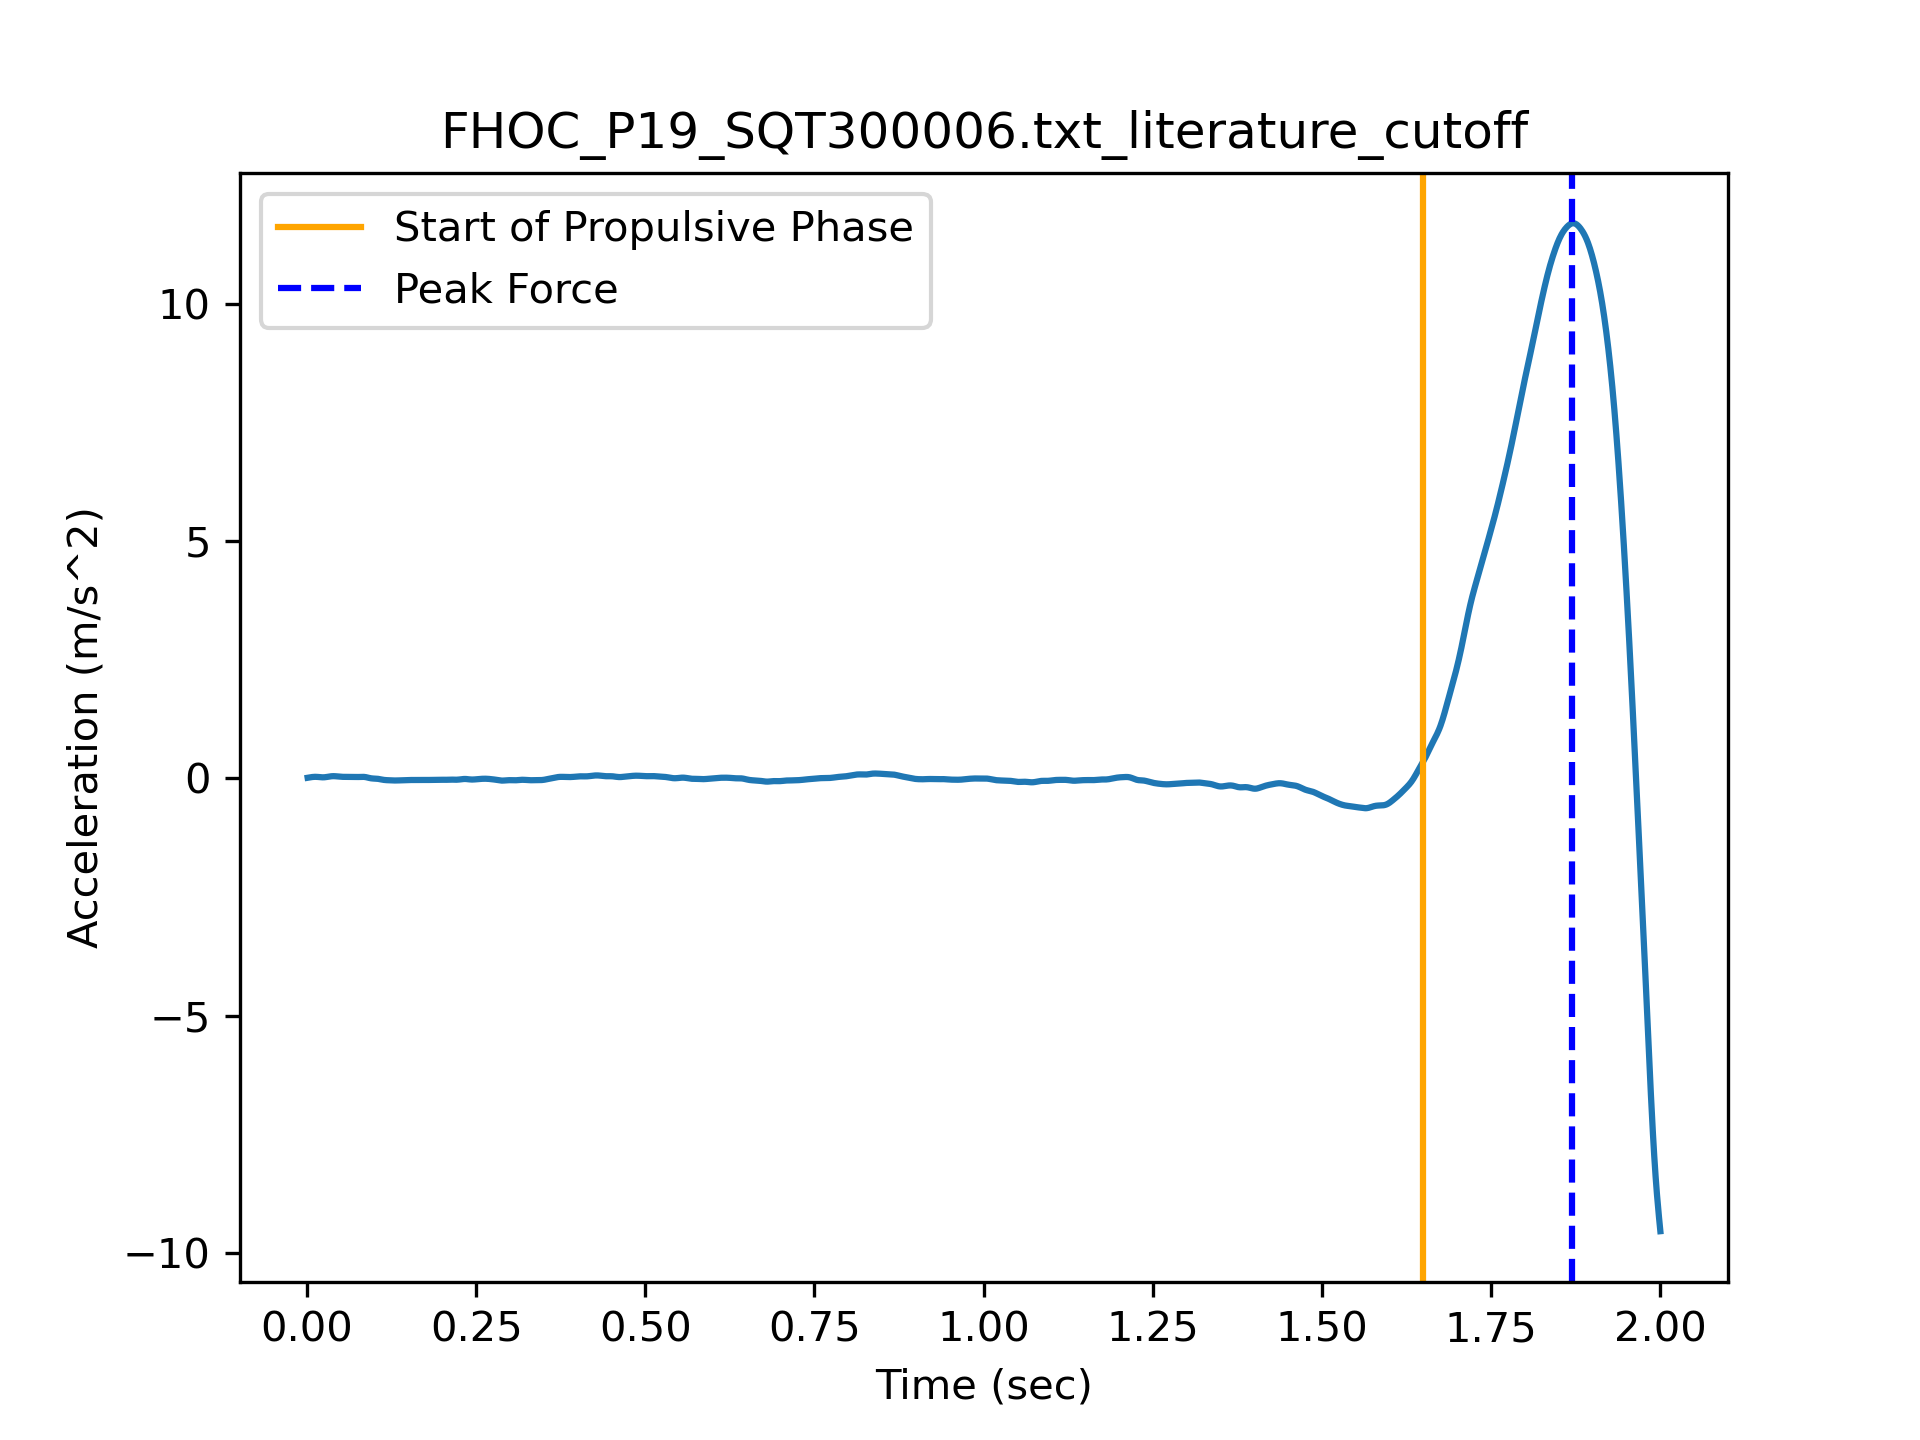 FHOC_P19_SQT300006.txt_literature_cutoff
Start of Propulsive Phase
Peak Force
10
5
0
−5
−10
Acceleration (m/s^2)
0.00 0.25 0.50 0.75 1.00 1.25 1.50 1.75 2.00
Time (sec)